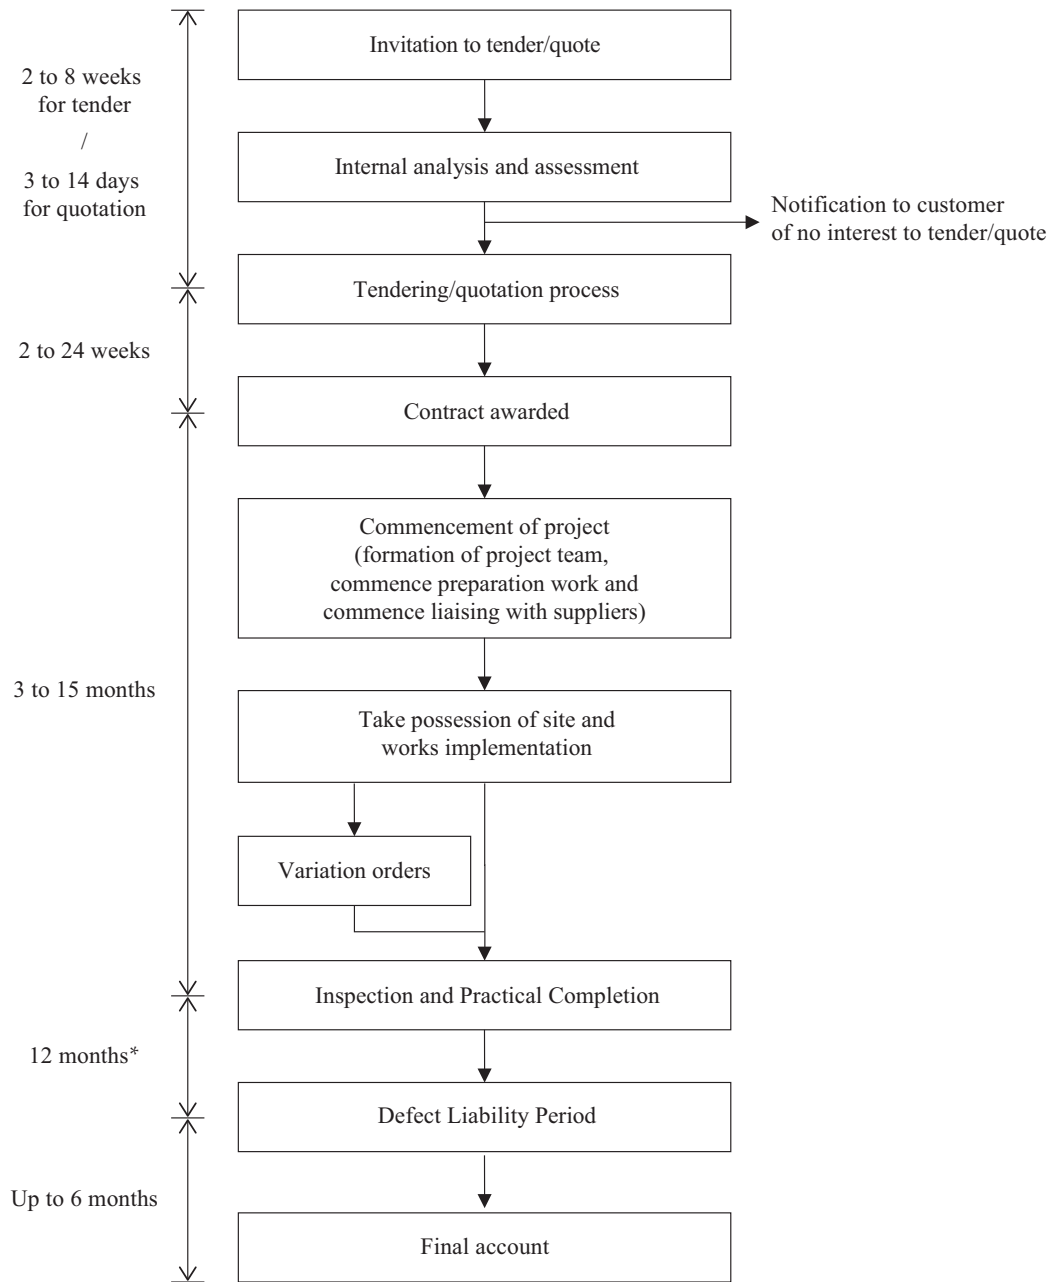 Invitation to tender/quote
2 to 8 weeks
for tender
/
3 to 14 days
for quotation
Internal analysis and assessment
Notification to customer
of no interest to tender/quote
Tendering/quotation process
2 to 24 weeks
Contract awarded
Commencement of project
(formation of project team,
commence preparation work and
commence liaising with suppliers)
3 to 15 months
Take possession of site and
works implementation
Variation orders
Inspection and Practical Completion
12 months*
Defect Liability Period
Up to 6 months
Final account